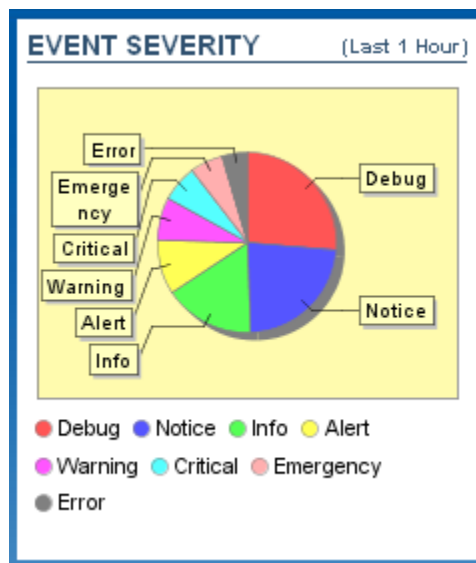 EVENT SEVERITY (Last 1 Hour)
Error
Debug
Emerge
ncy
Critical
Warning
Alert
Notice
Info
Debug Notice Info Alert
Warning Critical Emergency
Error